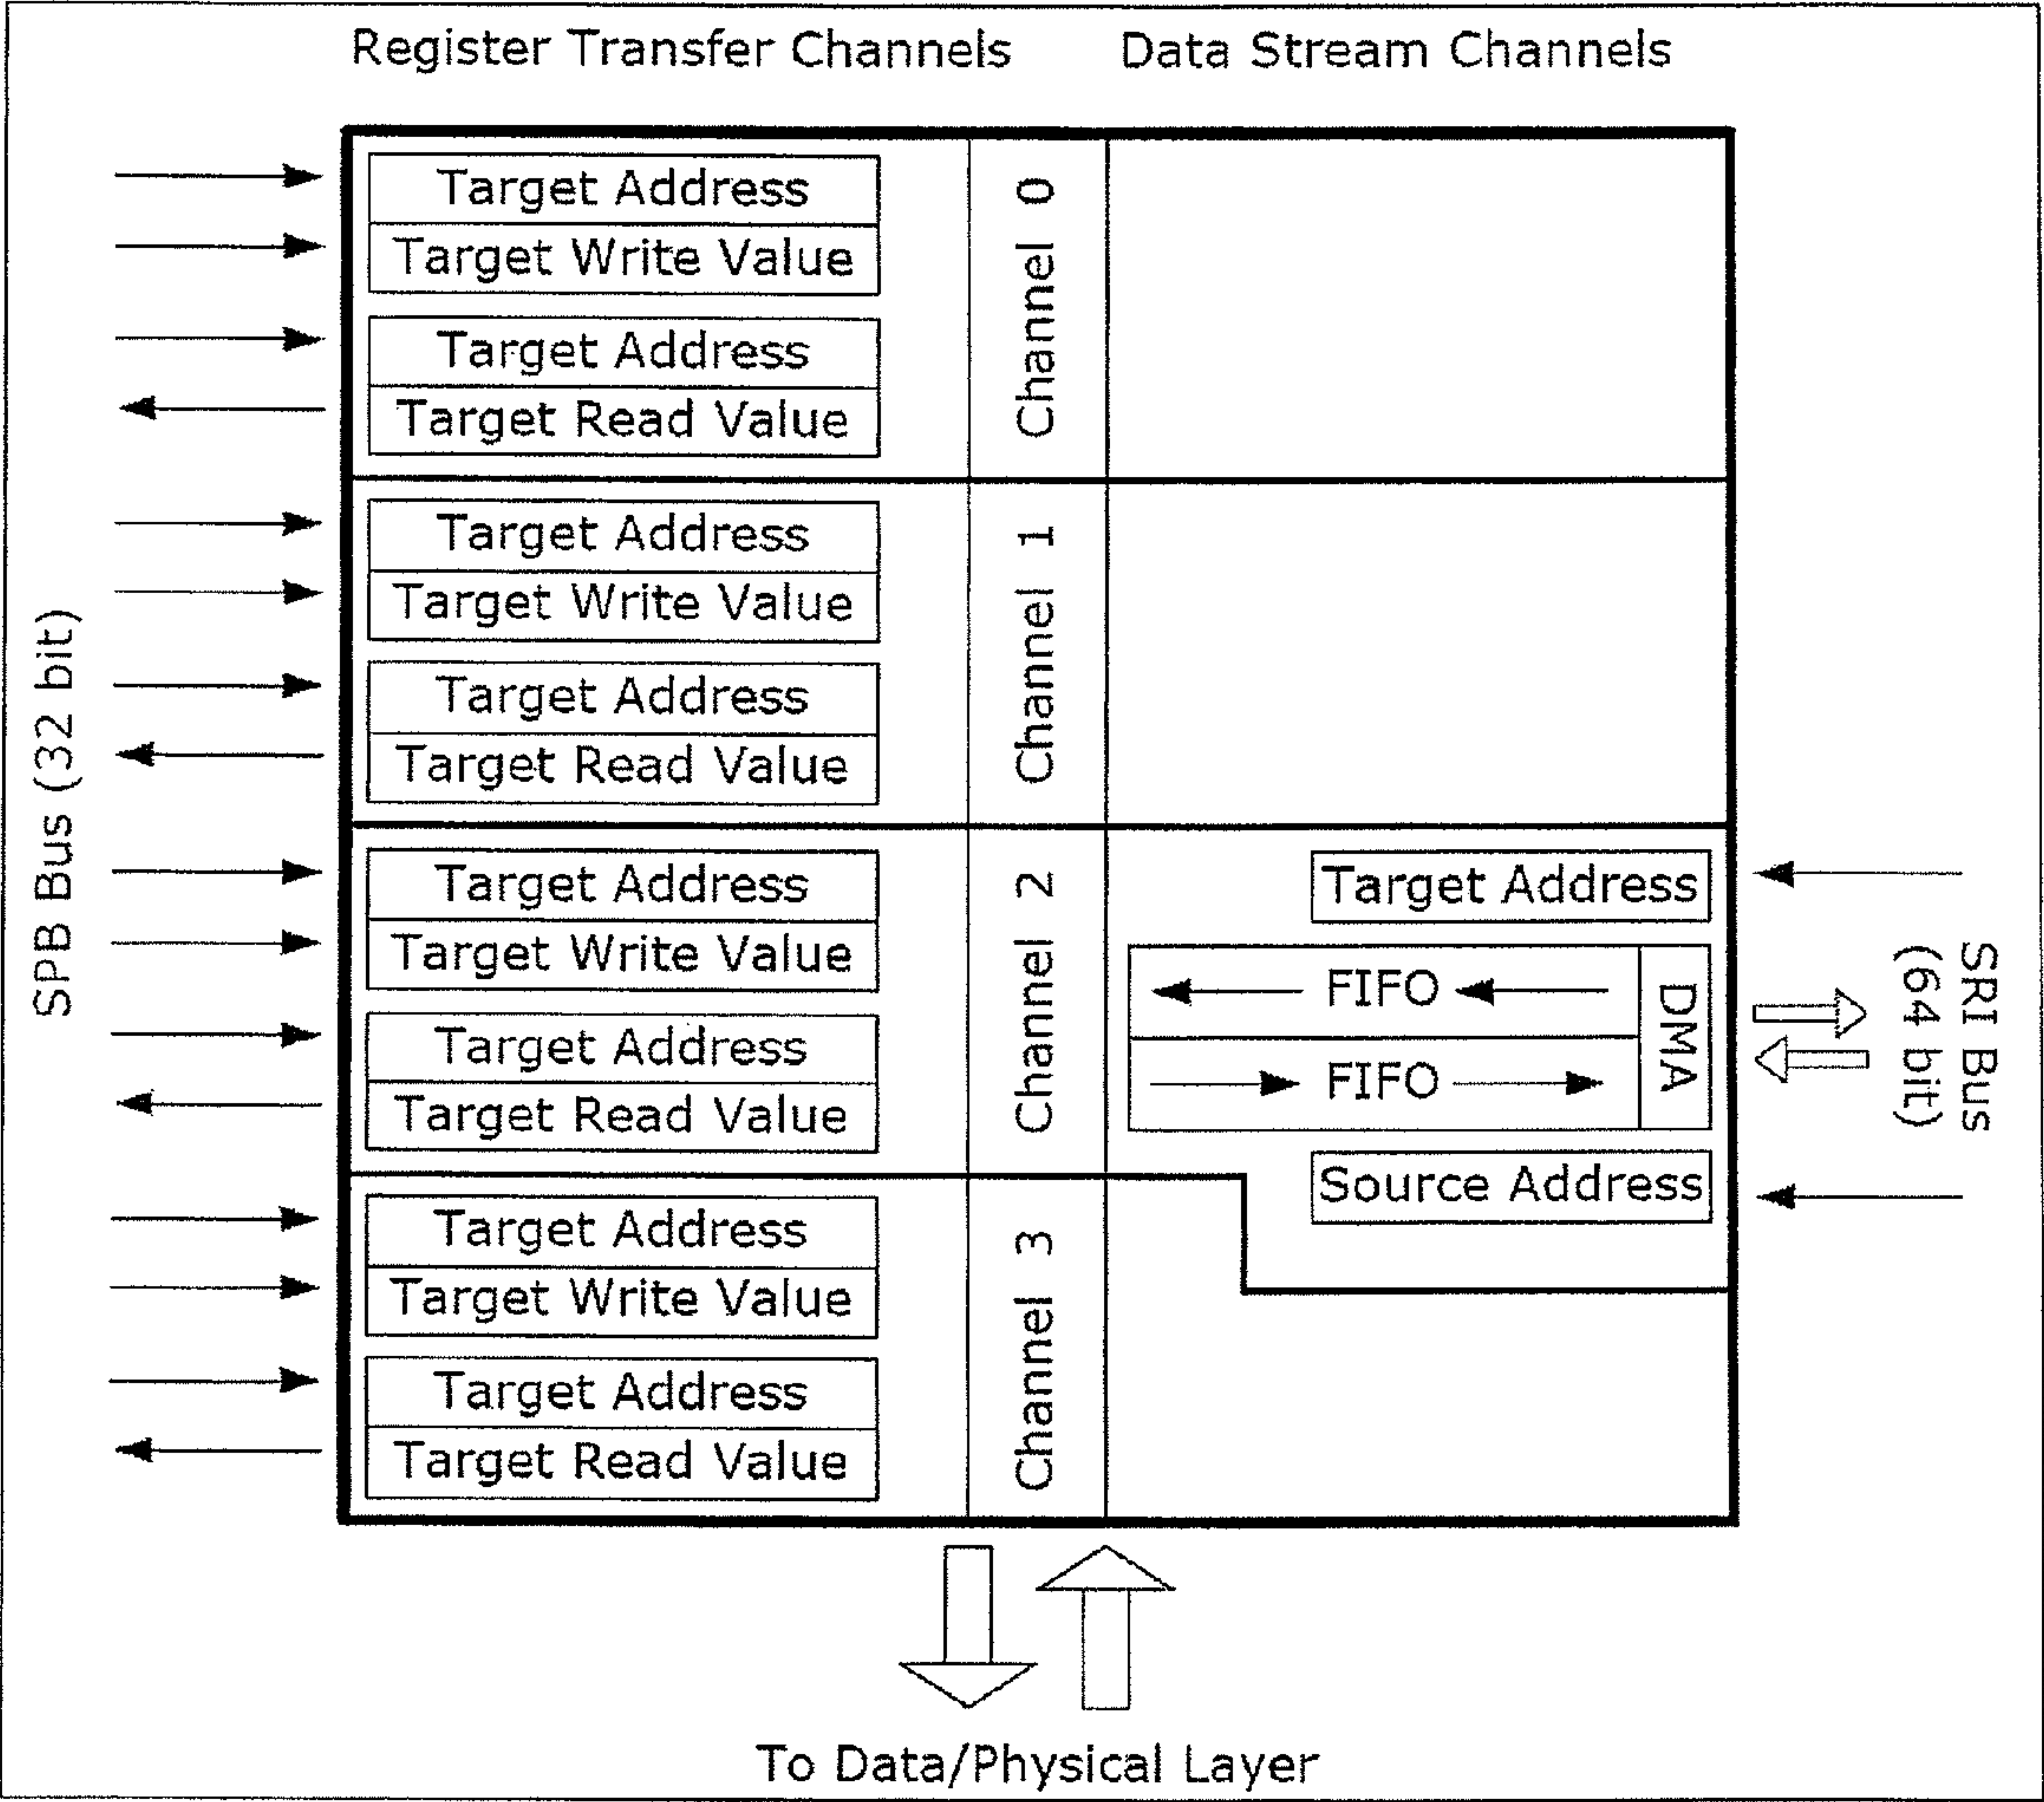 Register Transfer Channels
Data Stream Channels
SPB Bus (32 bit)
Target Address
Target Write Value
Target Address
Target Read Value
Channel 0
Target Address
Target Write Value
Target Address
Target Read Value
Channel 1
Target Address
Target Write Value
Target Address
Target Read Value
Channel 2
Target Address
FIFO
FIFO
DMA
Source Address
SRI Bus
(64 bit)
Target Address
Target Write Value
Target Address
Target Read Value
Channel 3
To Data/Physical Layer